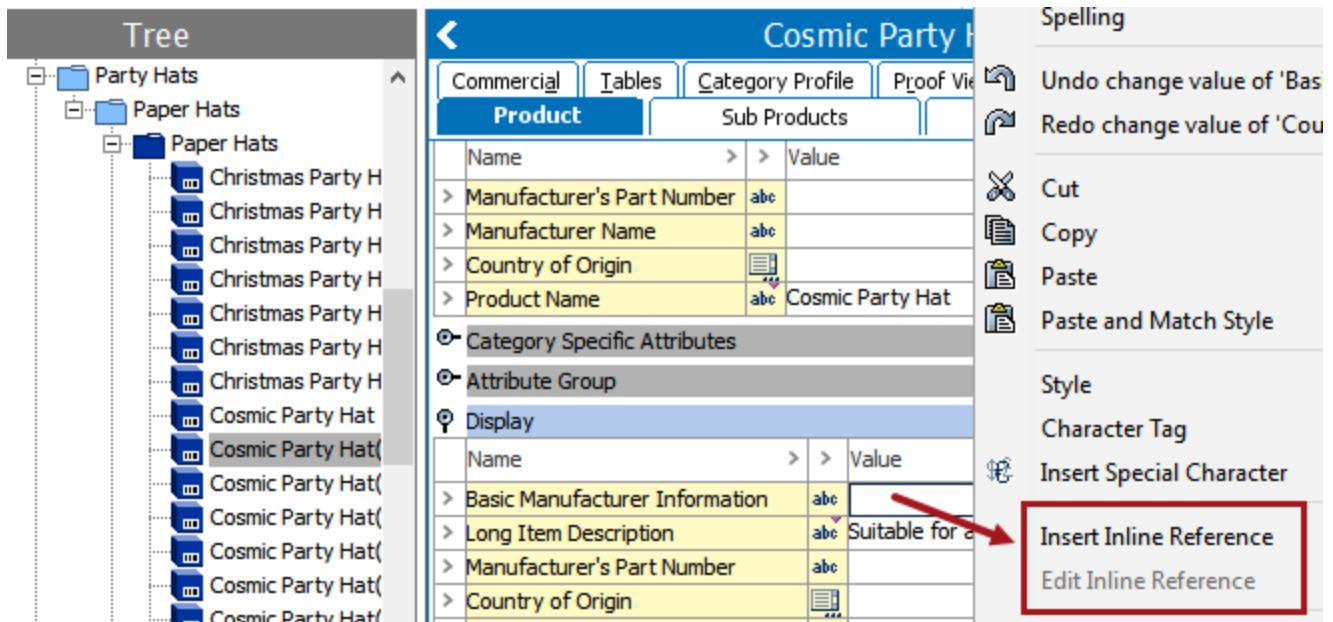 Tree
Party Hats
Paper Hats
Paper Hats
Christmas Party H
Christmas Party H
Christmas Party H
Christmas Party H
Christmas Party H
Christmas Party H
Christmas Party H
Cosmic Party Hat
Cosmic Party Hat(
Cosmic Party Hat(
Cosmic Party Hat(
Cosmic Party Hat(
Cosmic Party Hat(
Cosmic Party Hat(
Cosmic Party H
Commercial Tables Category Profile Proof Vie
Product Sub Products
Name > > Value
> Manufacturer's Part Number abc
> Manufacturer Name abc
> Country of Origin
> Product Name abc Cosmic Party Hat
Category Specific Attributes
Attribute Group
Display
Name > > Value
> Basic Manufacturer Information abc
> Long Item Description abc Suitable for a
> Manufacturer's Part Number abc
> Country of Origin
Spelling
Undo change value of 'Bas
Redo change value of 'Cou
Cut
Copy
Paste
Paste and Match Style
Style
Character Tag
Insert Special Character
Insert Inline Reference
Edit Inline Reference